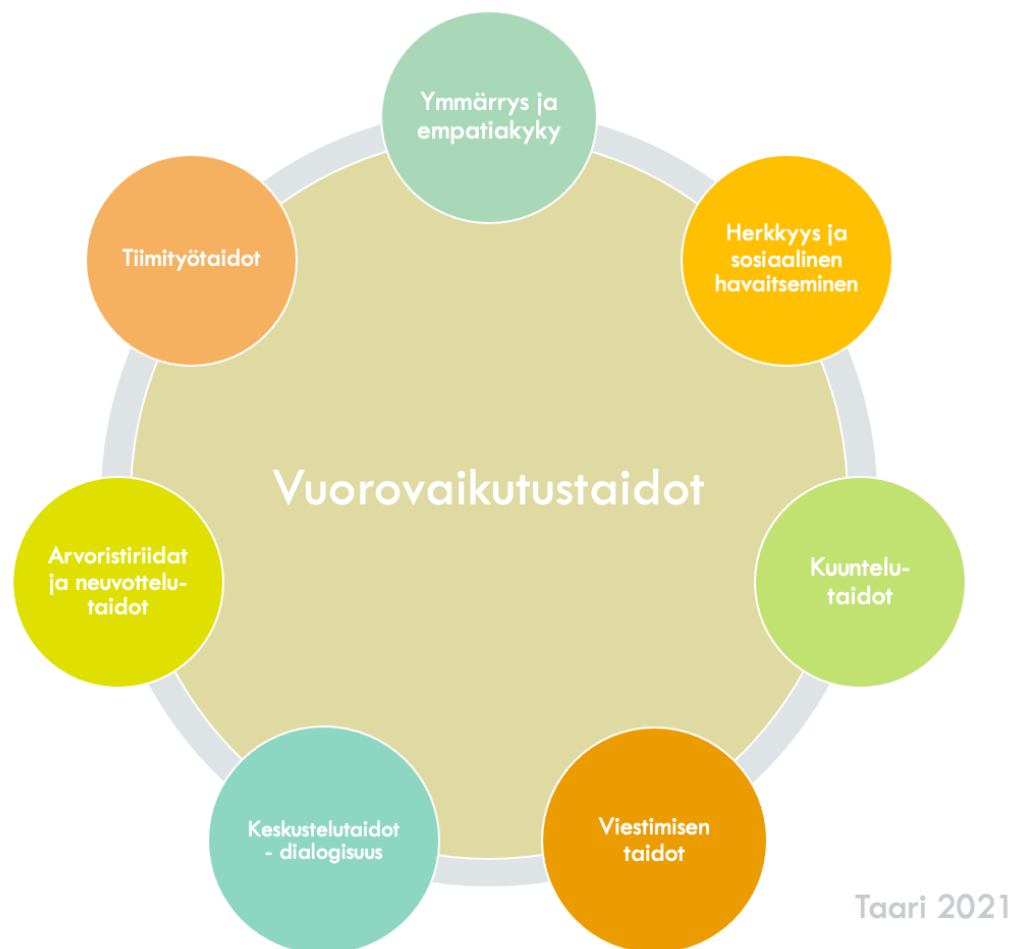 Ymmärrys ja
empatiakyky
Herkkyys ja
sosiaalinen
havaitseminen
Kuuntelu-
taidot
Viestimisen
taidot
Keskustelutaidot
- dialogisuus
Arvoristiriidat
ja neuvottelu-
taidot
Tiimityötaidot
Vuorovaikutustaidot
Taari 2021